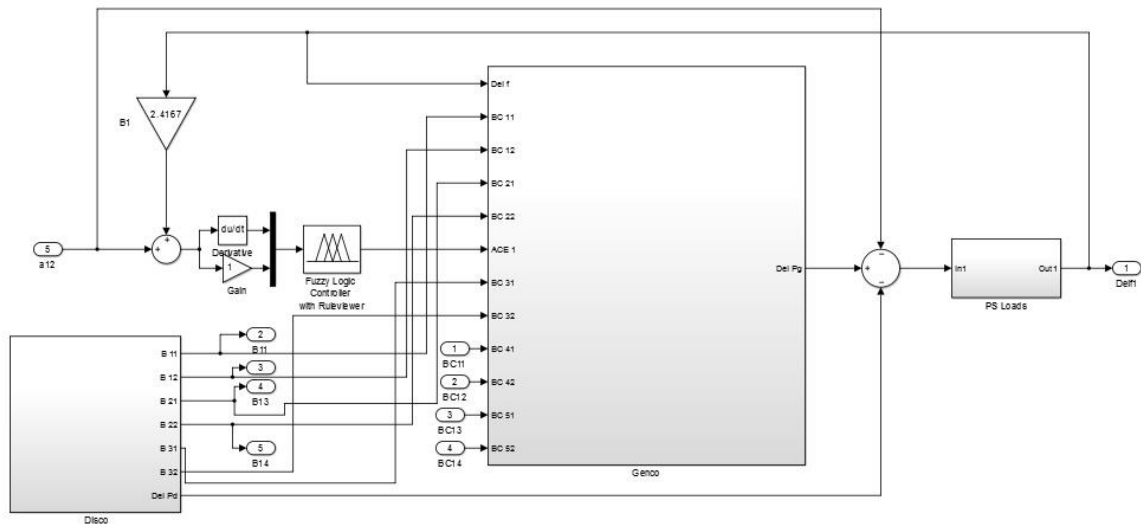 Del f
2.4167
B1
BC 11
BC 12
BC 21
BC 22
+
+
du/dt
Derivative
5
a12
1
Gain
Fuzzy Logic
Controller
with Ruleviewer
ACE 1
BC 31
BC 32
Del Pg
−
+
−
In1
Out1
PS Loads
1
Delf1
2
B11
3
4
B13
5
B14
B 11
B 12
B 21
B 22
B 31
B 32
Del Pd
Disco
1
BC11
2
BC12
3
BC13
4
BC14
BC 41
BC 42
BC 51
BC 52
Genco